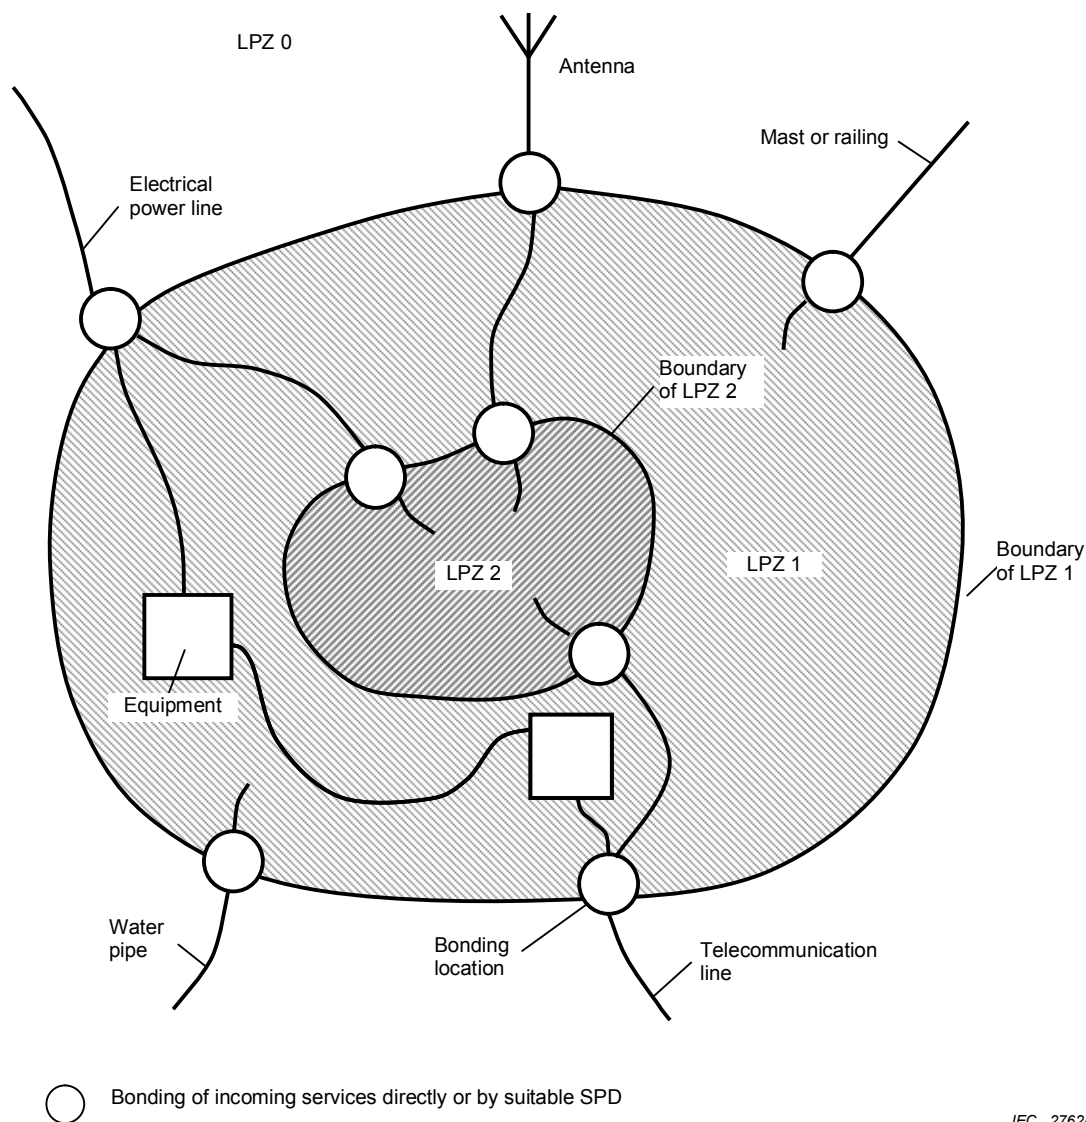 LPZ 0
Antenna
Mast or railing
Electrical
power line
Boundary
of LPZ 2
Boundary
of LPZ 1
LPZ 1
LPZ 2
Equipment
Water
pipe
Bonding
location
Telecommunication
line
Bonding of incoming services directly or by suitable SPD
IEC